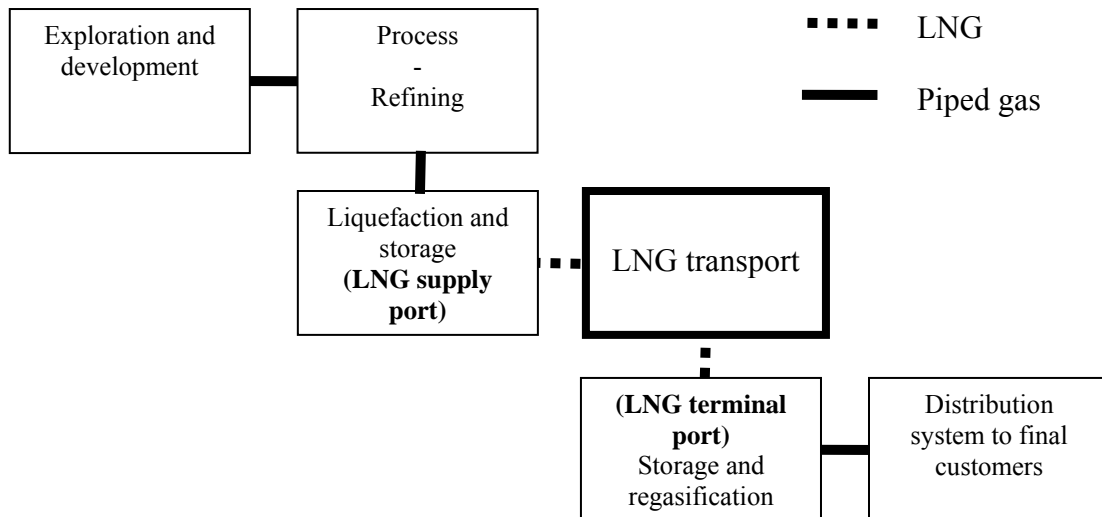 Exploration and
development
Process
-
Refining
LNG
Piped gas
Liquefaction and
storage
(LNG supply
port)
LNG transport
(LNG terminal
port)
Storage and
regasification
Distribution
system to final
customers